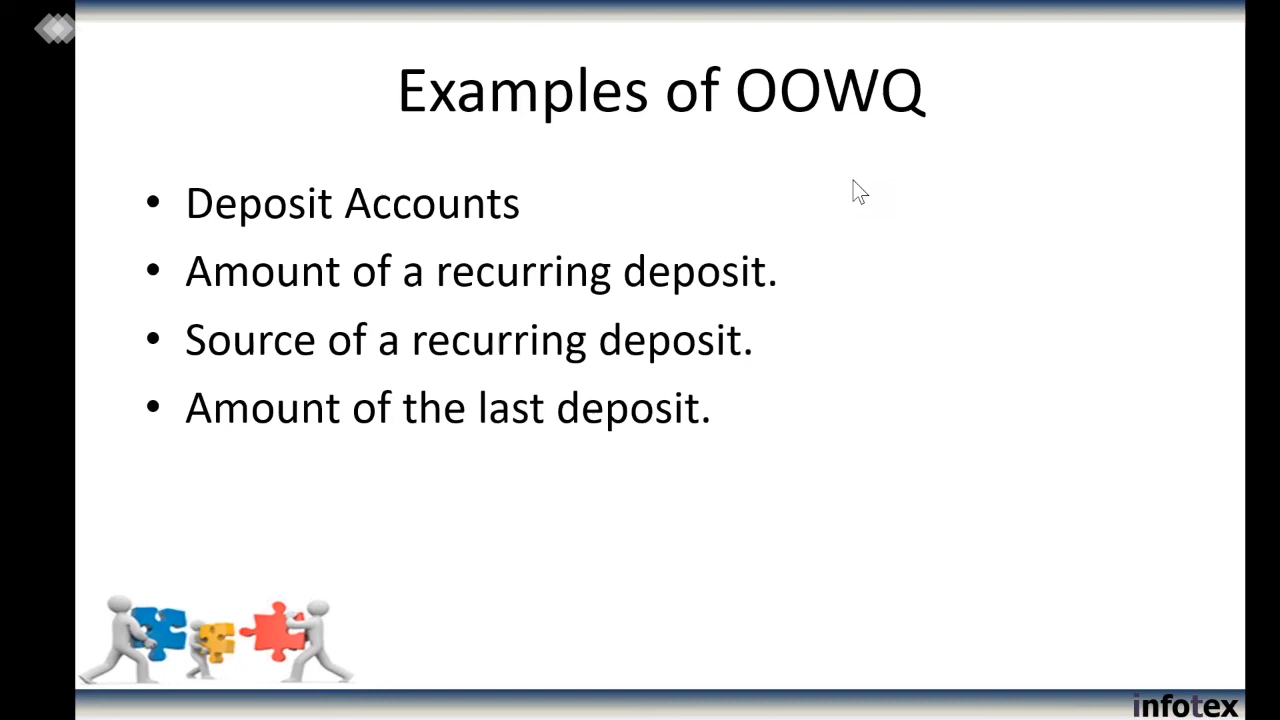 Examples of OOWQ
• Deposit Accounts
• Amount of a recurring deposit.
• Source of a recurring deposit.
• Amount of the last deposit.
infotex